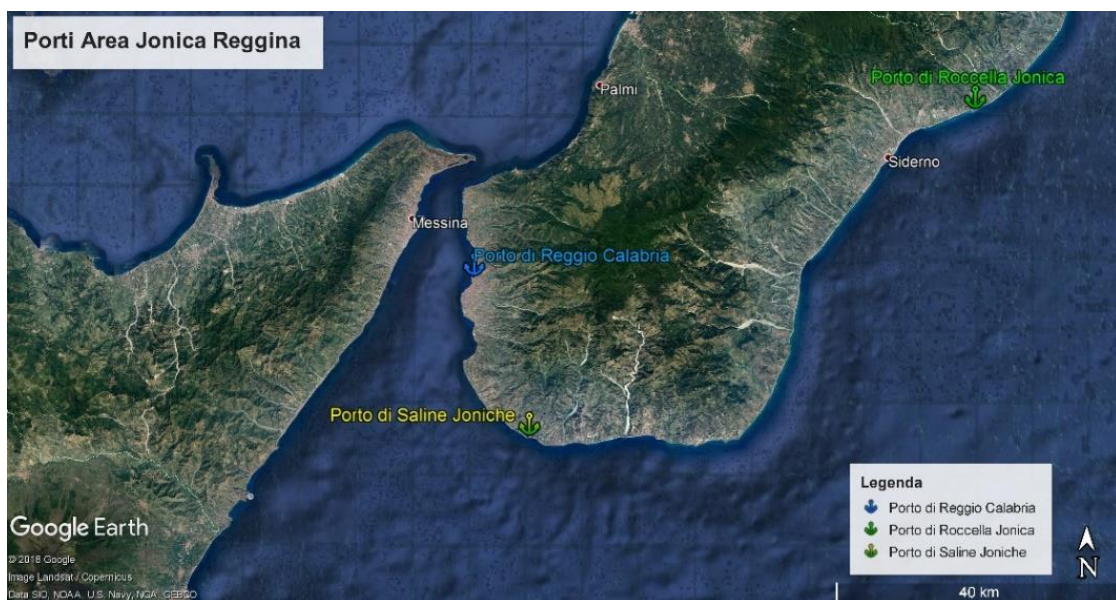 Porti Area Jonica Reggina
Porto di Roccella Jonica
Palmi
Siderno
Messina
Porto di Reggio Calabria
Porto di Saline Joniche
Legenda
Porto di Reggio Calabria
Porto di Roccella Jonica
Porto di Saline Joniche
Google Earth
© 2018 Google
Image Landsat / Copernicus
Data SIO, NOAA, U.S. Navy, NGA, GEBCO
N
40 km